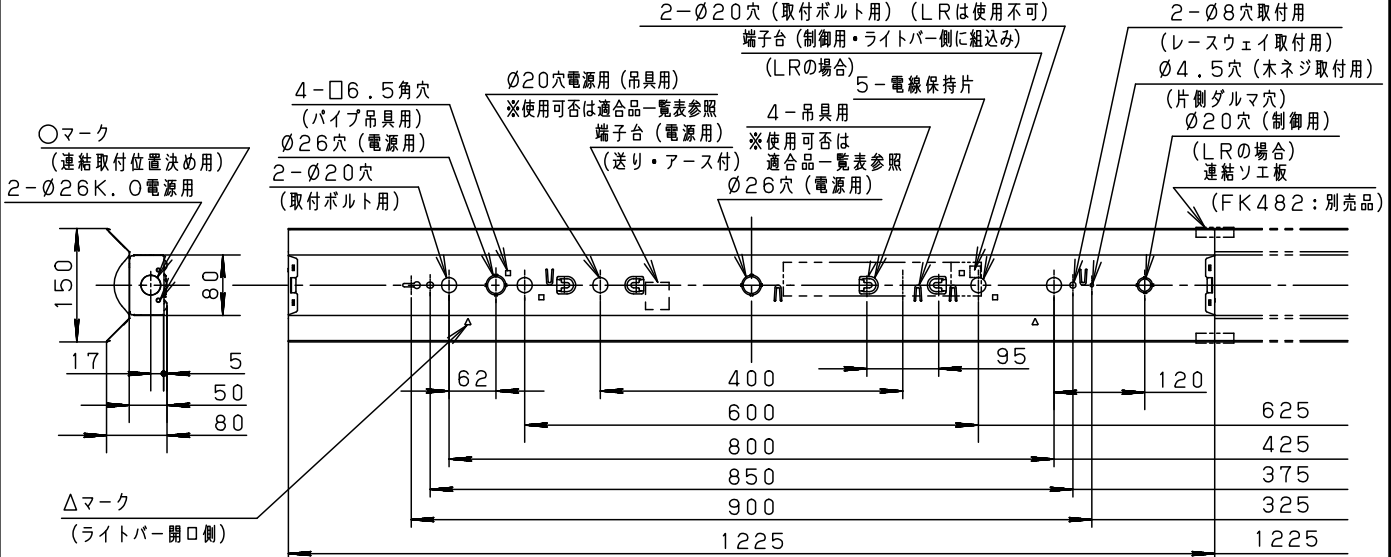 2-Ø20穴（取付ボルト用）（LRは使用不可）
端子台（制御用・ライトバー側に組込み）
（LRの場合）
2-Ø8穴取付用
（レースウェイ取付用）
Ø4.5穴（木ネジ取付用）
（片側ダルマ穴）
Ø20穴（制御用）
（LRの場合）
連結ソエ板
（FK482：別売品）
5-電線保持片
4-吊具用
※使用可否は
適合品一覧表参照
Ø26穴（電源用）
Ø20穴電源用（吊具用）
※使用可否は適合品一覧表参照
端子台（電源用）
（送り・アース付）
4-□6.5角穴
（パイプ吊具用）
Ø26穴（電源用）
2-Ø20穴
（取付ボルト用）
○マーク
（連結取付位置決め用）
2-Ø26K.O電源用
150
80
17
5
50
80
62
400
95
120
600
625
800
425
850
375
900
325
1225
1225
△マーク
（ライトバー開口側）